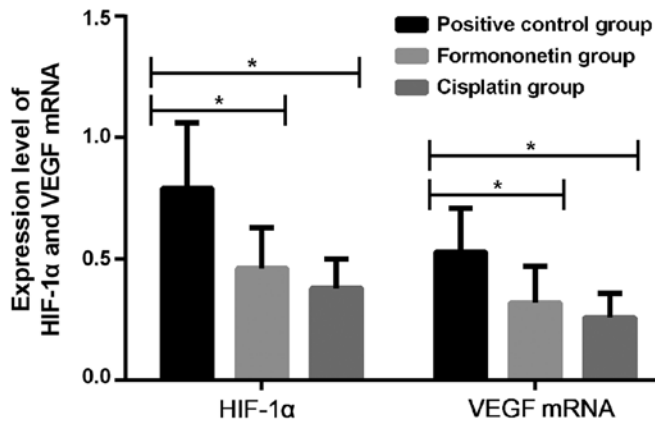 Expression level of
HIF-1α and VEGF mRNA
1.5
1.0
0.5
0.0
Positive control group
Formononetin group
Cisplatin group
*
*
*
*
HIF-1α
VEGF mRNA